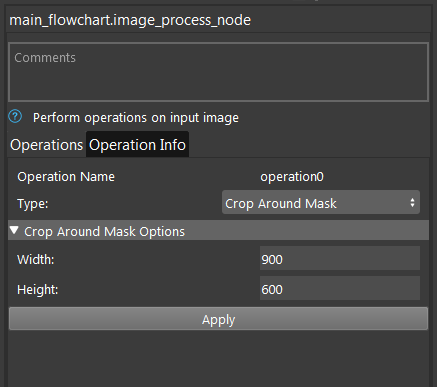 main_flowchart.image_process_node
Comments
? Perform operations on input image
Operations Operation Info
Operation Name operation0
Type: Crop Around Mask
Crop Around Mask Options
Width: 900
Height: 600
Apply